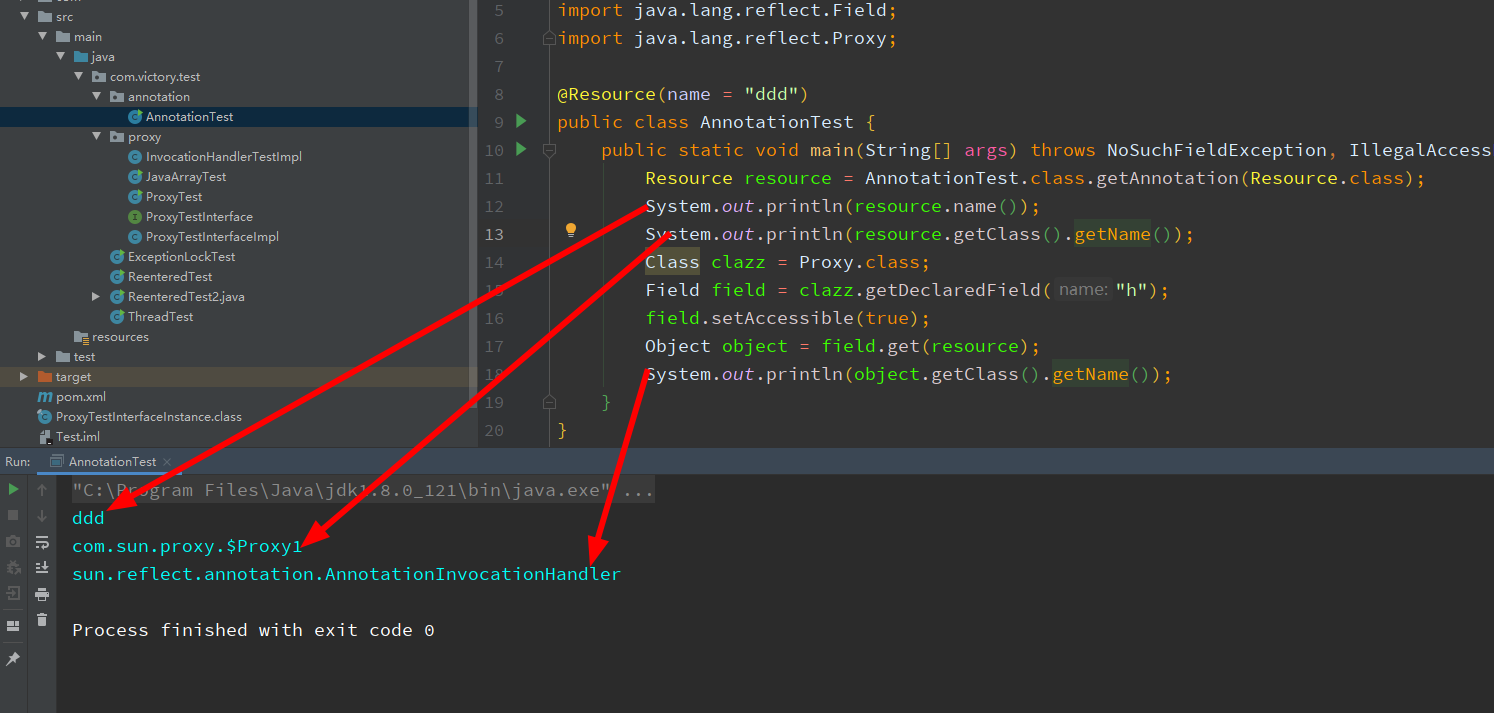 src
main
java
com.victory.test
annotation
AnnotationTest
proxy
InvocationHandlerTestImpl
JavaArrayTest
ProxyTest
ProxyTestInterface
ProxyTestInterfaceImpl
ExceptionLockTest
ReenteredTest
ReenteredTest2.java
ThreadTest
resources
test
target
pom.xml
ProxyTestInterfaceInstance.class
Test.iml
5 import java.lang.reflect.Field;
6 import java.lang.reflect.Proxy;
7
8 @Resource(name = "ddd")
9 public class AnnotationTest {
10 public static void main(String[] args) throws NoSuchFieldException, IllegalAccess
11 Resource resource = AnnotationTest.class.getAnnotation(Resource.class);
12 System.out.println(resource.name());
13 System.out.println(resource.getClass().getName());
14 Class clazz = Proxy.class;
15 Field field = clazz.getDeclaredField( name: "h");
16 field.setAccessible(true);
17 Object object = field.get(resource);
18 System.out.println(object.getClass().getName());
19 }
20 }
Run: AnnotationTest
"C:\Program Files\Java\jdk1.8.0_121\bin\java.exe" ...
ddd
com.sun.proxy.$Proxy1
sun.reflect.annotation.AnnotationInvocationHandler
Process finished with exit code 0